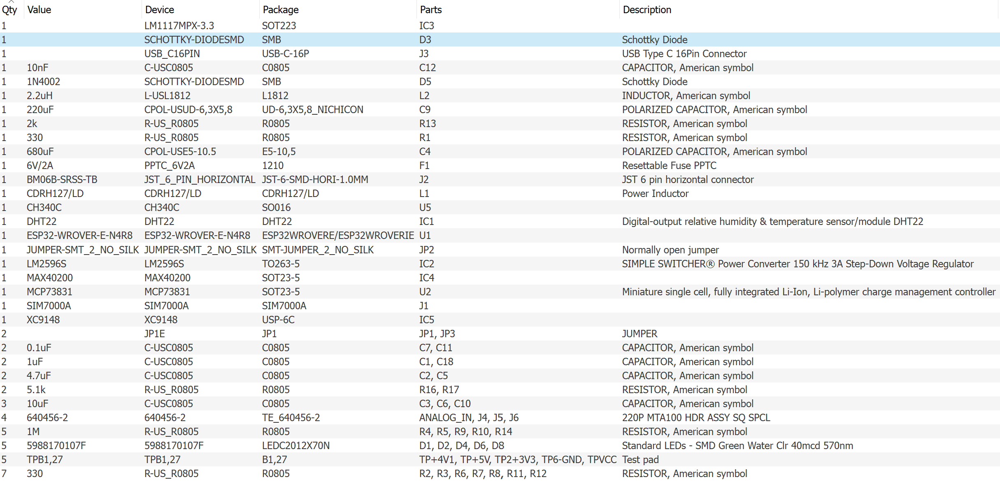 Qty Value Device Package Parts Description
1 LM1117MPX-3.3 SOT223 IC3
1 SCHOTTKY-DIODESMD SMB D3 Schottky Diode
1 USB_C16PIN USB-C-16P J3 USB Type C 16Pin Connector
1 10nF C-USC0805 C0805 C12 CAPACITOR, American symbol
1 1N4002 SCHOTTKY-DIODESMD SMB D5 Schottky Diode
1 2.2uH L-USL1812 L1812 L2 INDUCTOR, American symbol
1 220uF CPOL-USUD-6,3X5,8 UD-6,3X5,8_NICHICON C9 POLARIZED CAPACITOR, American symbol
1 2k R-US_R0805 R0805 R13 RESISTOR, American symbol
1 330 R-US_R0805 R0805 R1 RESISTOR, American symbol
1 680uF CPOL-USE5-10.5 E5-10,5 C4 POLARIZED CAPACITOR, American symbol
1 6V/2A PPTC_6V2A 1210 F1 Resettable Fuse PPTC
1 BM06B-SRSS-TB JST_6_PIN_HORIZONTAL JST-6-SMD-HORI-1.0MM J2 JST 6 pin horizontal connector
1 CDRH127/LD CDRH127/LD CDRH127/LD L1 Power Inductor
1 CH340C CH340C SO016 U5
1 DHT22 DHT22 DHT22 IC1 Digital-output relative humidity & temperature sensor/module DHT22
1 ESP32-WROVER-E-N4R8 ESP32-WROVER-E-N4R8 ESP32WROVERE/ESP32WROVERIE U1
1 JUMPER-SMT_2_NO_SILK JUMPER-SMT_2_NO_SILK SMT-JUMPER_2_NO_SILK JP2 Normally open jumper
1 LM2596S LM2596S TO263-5 IC2 SIMPLE SWITCHER® Power Converter 150 kHz 3A Step-Down Voltage Regulator
1 MAX40200 MAX40200 SOT23-5 IC4
1 MCP73831 MCP73831 SOT23-5 U2 Miniature single cell, fully integrated Li-Ion, Li-polymer charge management controller
1 SIM7000A SIM7000A SIM7000A J1
1 XC9148 XC9148 USP-6C IC5
2 JP1E JP1 JP1, JP3 JUMPER
2 0.1uF C-USC0805 C0805 C7, C11 CAPACITOR, American symbol
2 1uF C-USC0805 C0805 C1, C18 CAPACITOR, American symbol
2 4.7uF C-USC0805 C0805 C2, C5 CAPACITOR, American symbol
2 5.1k R-US_R0805 R0805 R16, R17 RESISTOR, American symbol
3 10uF C-USC0805 C0805 C3, C6, C10 CAPACITOR, American symbol
4 640456-2 640456-2 TE_640456-2 ANALOG_IN, J4, J5, J6 220P MTA100 HDR ASSY SQ SPCL
5 1M R-US_R0805 R0805 R4, R5, R9, R10, R14 RESISTOR, American symbol
5 5988170107F 5988170107F LEDC2012X70N D1, D2, D4, D6, D8 Standard LEDs - SMD Green Water Clr 40mcd 570nm
5 TPB1,27 TPB1,27 B1,27 TP+4V1, TP+5V, TP2+3V3, TP6-GND, TPVCC Test pad
7 330 R-US_R0805 R0805 R2, R3, R6, R7, R8, R11, R12 RESISTOR, American symbol